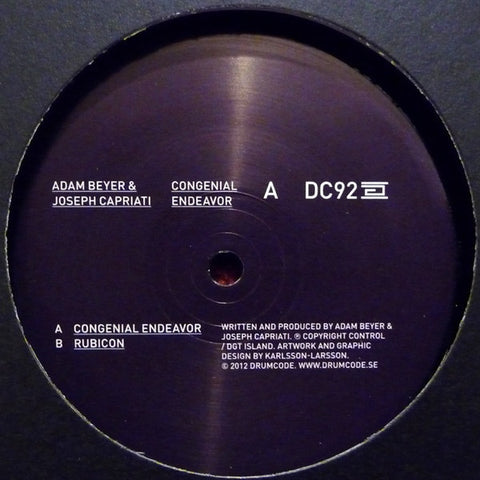 ADAM BEYER & JOSEPH CAPRIATI
CONGENIAL ENDEAVOR
A
DC92
A CONGENIAL ENDEAVOR
B RUBICON
WRITTEN AND PRODUCED BY ADAM BEYER &
JOSEPH CAPRIATI. ℗ COPYRIGHT CONTROL
/ DGT ISLAND. ARTWORK AND GRAPHIC
DESIGN BY KARLSSON-LARSSON.
© 2012 DRUMCODE. WWW.DRUMCODE.SE